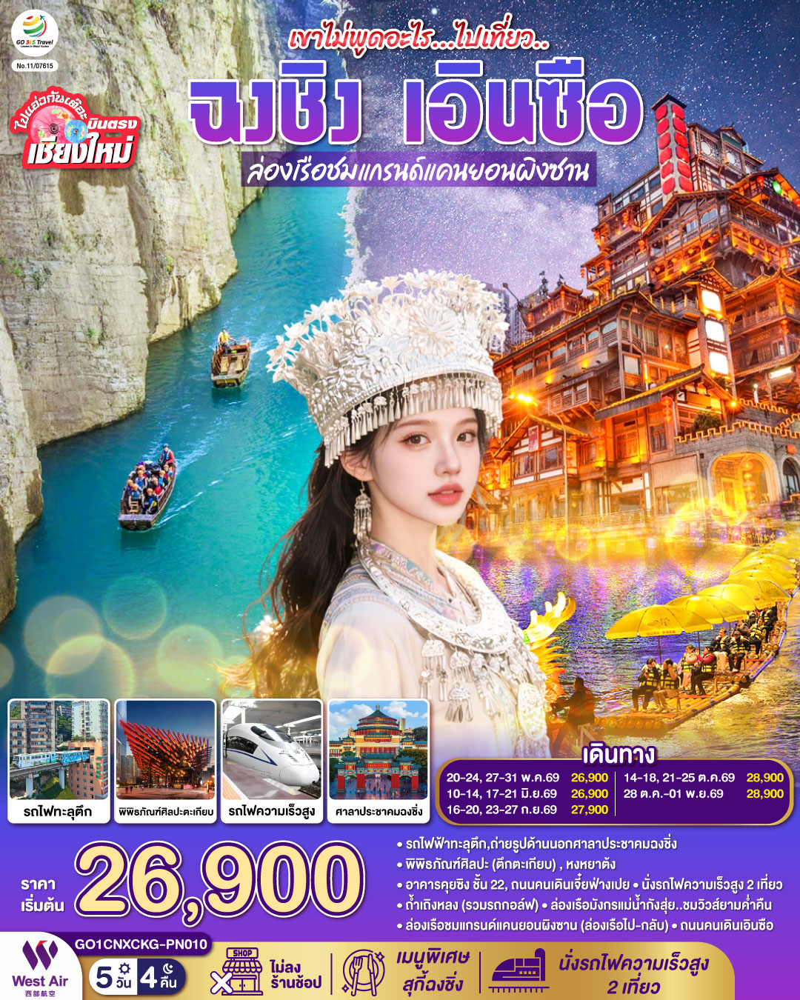 GO 365 Travel
Leaders in Global Tourism
No.11/07615
ไปแอ่วกันเต๊อะ
บินตรง
เชียงใหม่
เขาไม่พูดอะไร...ไปเที่ยว..
ฉงชิง เอินซือ
ล่องเรือชมแกรนด์แคนยอนผิงซาน
รถไฟทะลุตึก
พิพิธภัณฑ์ศิลปะตะเกียบ
รถไฟความเร็วสูง
ศาลาประชาคมฉงชิ่ง
เดินทาง
20-24, 27-31 พ.ค.69 26,900
10-14, 17-21 มิ.ย.69 26,900
16-20, 23-27 ก.ย.69 27,900
14-18, 21-25 ต.ค.69 28,900
28 ต.ค.-01 พ.ย.69 28,900
ราคา
เริ่มต้น
26,900
• รถไฟฟ้าทะลุตึก,ถ่ายรูปด้านนอกศาลาประชาคมฉงชิ่ง
• พิพิธภัณฑ์ศิลปะ (ตึกตะเกียบ) , หงหยาต้ง
• อาคารคุยซิง ชั้น 22, ถนนคนเดินเจี๋ยฟ่างเปย • นั่งรถไฟความเร็วสูง 2 เที่ยว
• ถ้ำเถิงหลง (รวมรถกอล์ฟ) • ล่องเรือมังกรแม่น้ำกังสุ่ย..ชมวิวส์ยามค่ำคืน
• ล่องเรือชมแกรนด์แคนยอนผิงซาน (ล่องเรือไป-กลับ) • ถนนคนเดินเอินซือ
GO1CNXCKG-PN010
West Air
西部航空
5 วัน 4 คืน
SHOP
ไม่ลง
ร้านช้อป
เมนูพิเศษ
สุกี้ฉงชิ่ง
นั่งรถไฟความเร็วสูง
2 เที่ยว